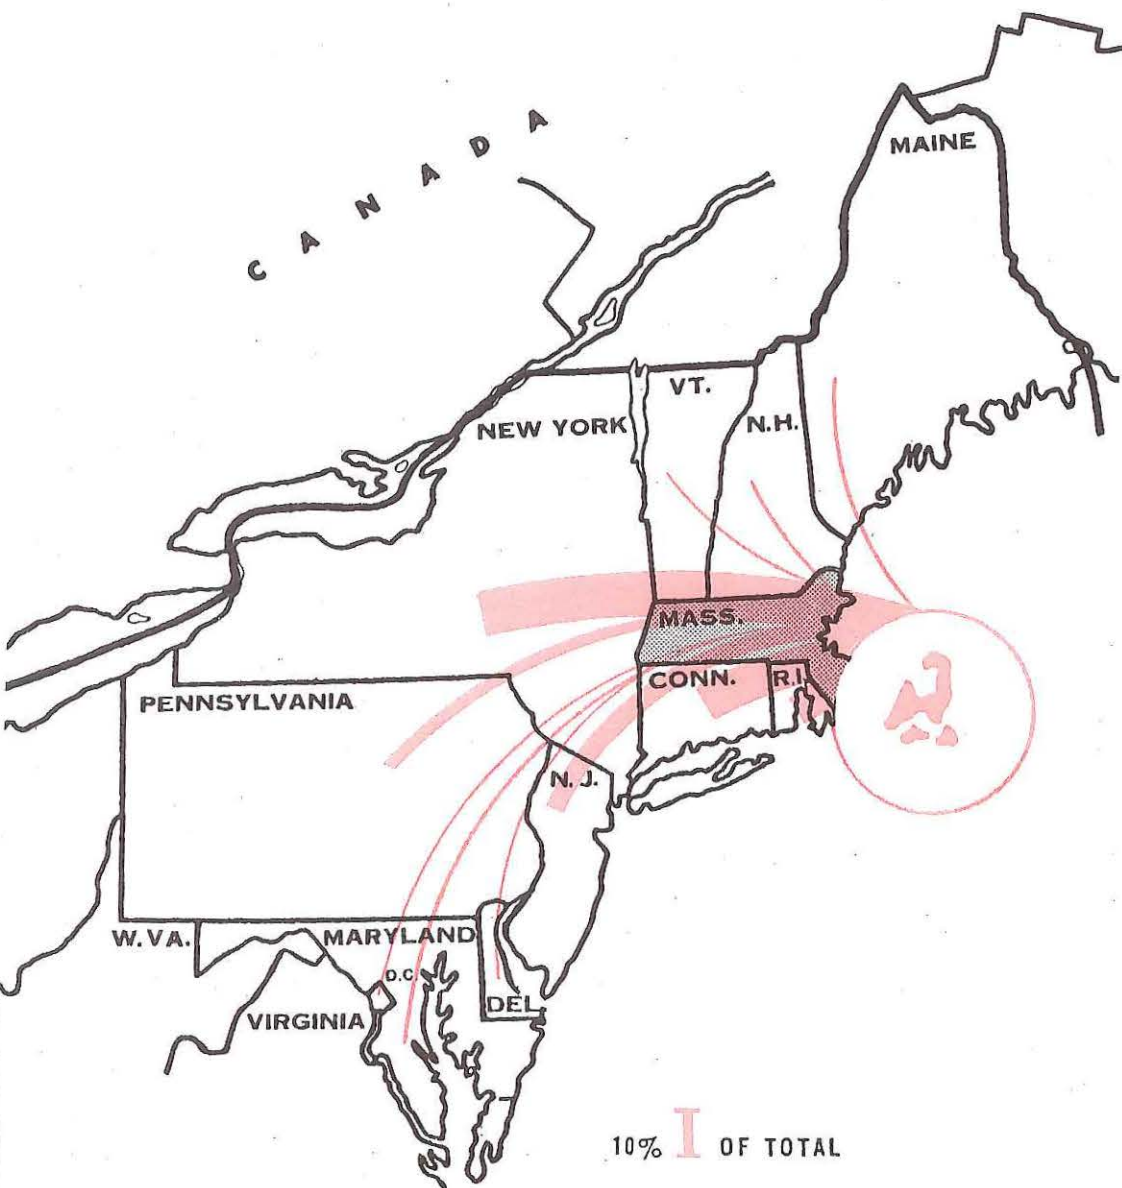 CANADA
MAINE
VT.
N.H.
NEW YORK
MASS.
CONN.
R.I.
PENNSYLVANIA
N.J.
W.VA.
MARYLAND
D.C.
DEL.
VIRGINIA
10% I OF TOTAL